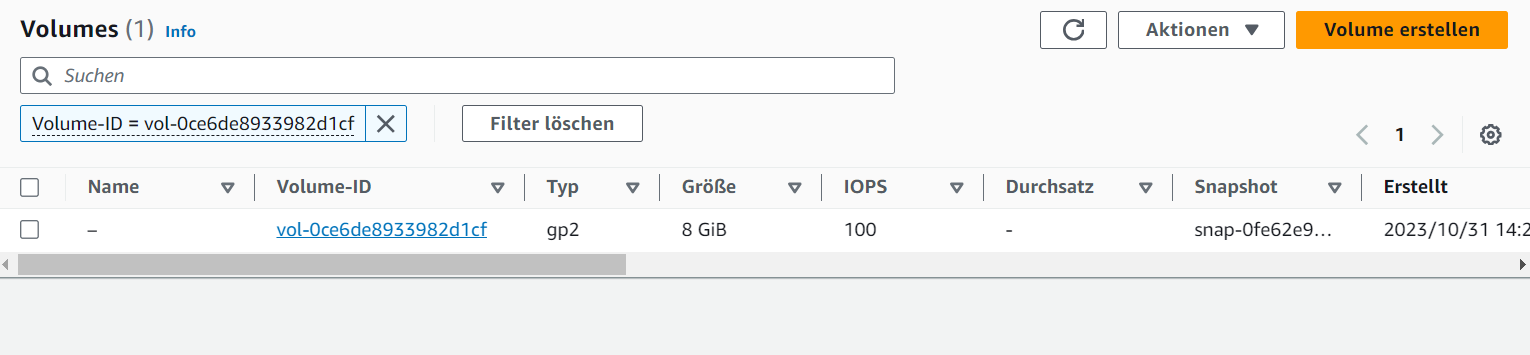 Volumes (1) Info
Aktionen
Volume erstellen
Suchen
Volume-ID = vol-0ce6de8933982d1cf
Filter löschen
1
Name Volume-ID Typ Größe IOPS Durchsatz Snapshot Erstellt
– vol-0ce6de8933982d1cf gp2 8 GiB 100 - snap-0fe62e9... 2023/10/31 14:2